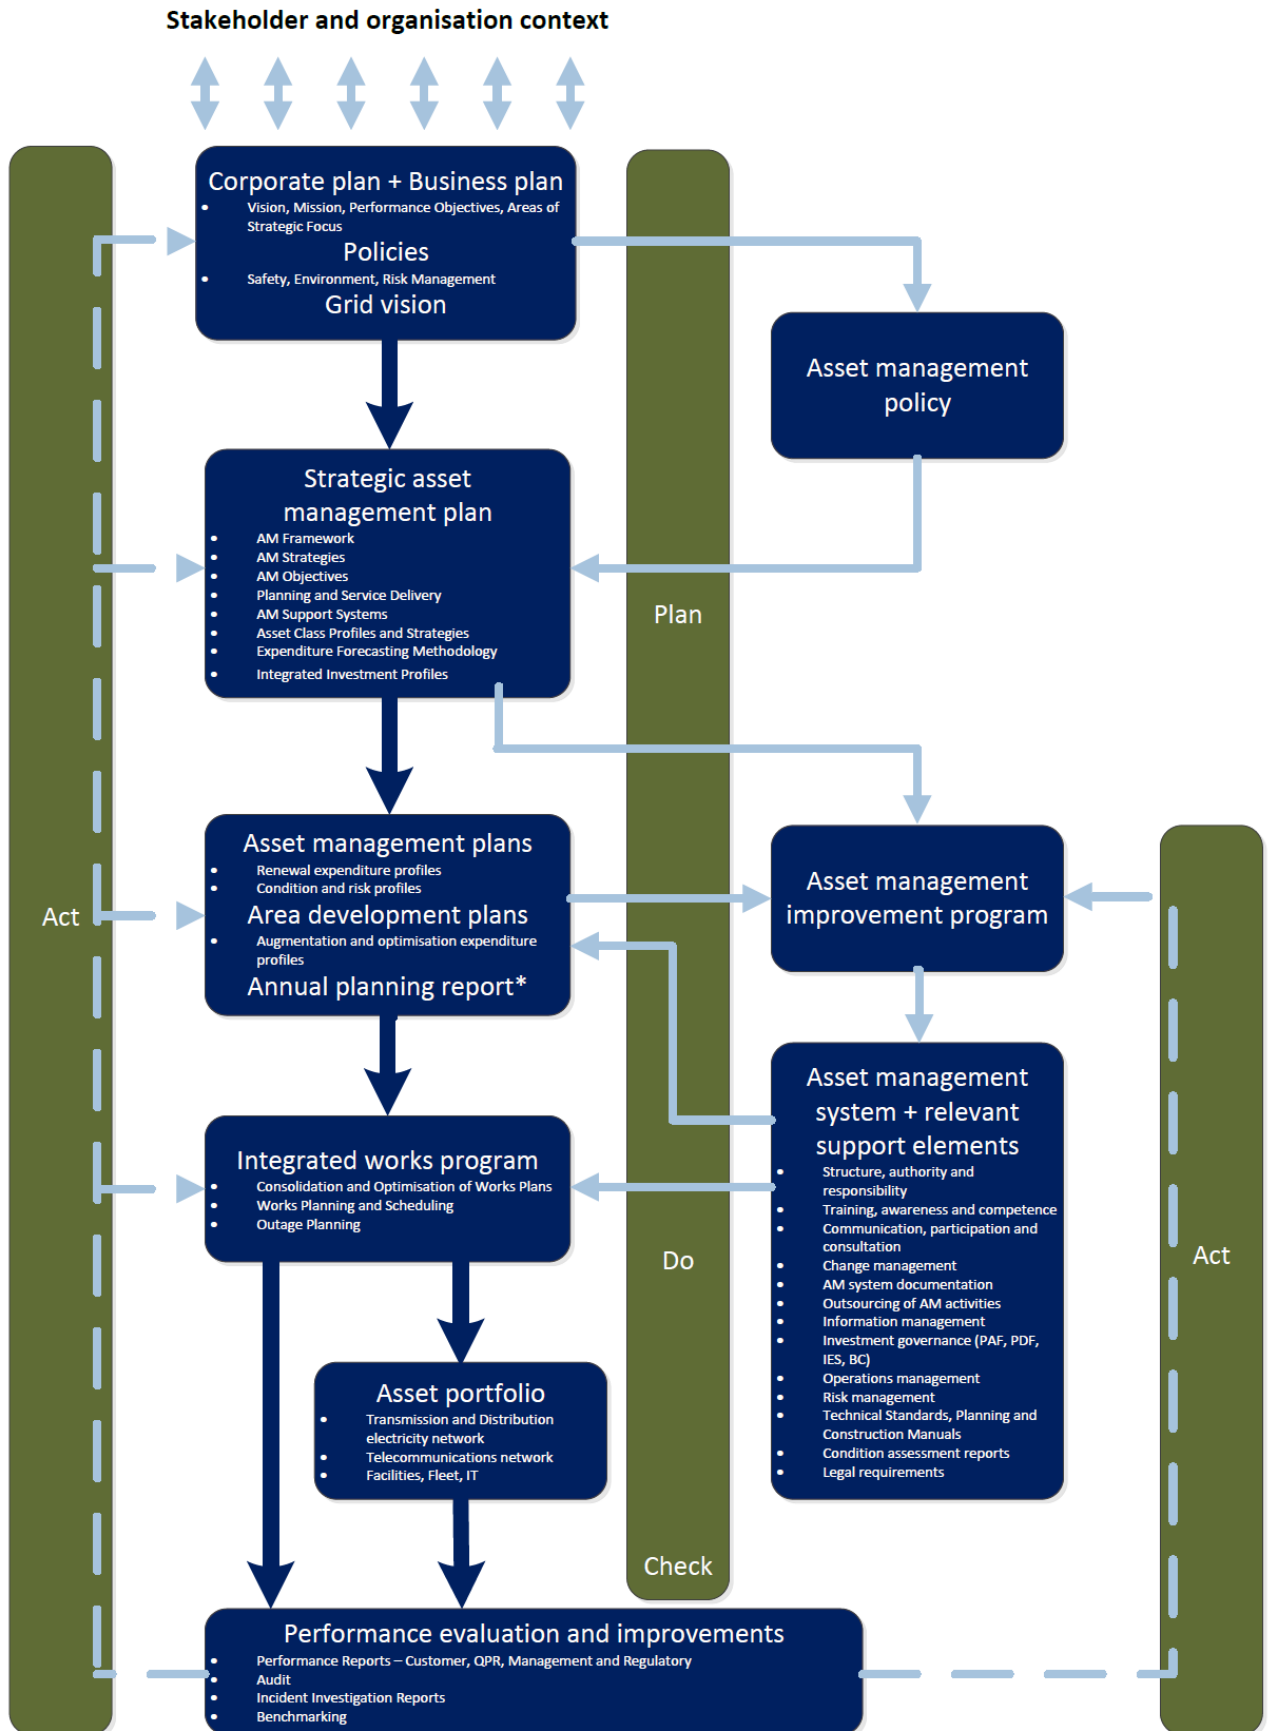 Stakeholder and organisation context
Corporate plan + Business plan
• Vision, Mission, Performance Objectives, Areas of
Strategic Focus
Policies
• Safety, Environment, Risk Management
Grid vision
Asset management
policy
Strategic asset
management plan
• AM Framework
• AM Strategies
• AM Objectives
• Planning and Service Delivery
• AM Support Systems
• Asset Class Profiles and Strategies
• Expenditure Forecasting Methodology
• Integrated Investment Profiles
Plan
Asset management plans
• Renewal expenditure profiles
• Condition and risk profiles
Area development plans
• Augmentation and optimisation expenditure
profiles
Annual planning report*
Act
Asset management
improvement program
Asset management
system + relevant
support elements
• Structure, authority and
responsibility
• Training, awareness and competence
• Communication, participation and
consultation
• Change management
• AM system documentation
• Outsourcing of AM activities
• Information management
• Investment governance (PAF, PDF,
IES, BC)
• Operations management
• Risk management
• Technical Standards, Planning and
Construction Manuals
• Condition assessment reports
• Legal requirements
Integrated works program
• Consolidation and Optimisation of Works Plans
• Works Planning and Scheduling
• Outage Planning
Do
Act
Asset portfolio
• Transmission and Distribution
electricity network
• Telecommunications network
• Facilities, Fleet, IT
Check
Performance evaluation and improvements
• Performance Reports – Customer, QPR, Management and Regulatory
• Audit
• Incident Investigation Reports
• Benchmarking